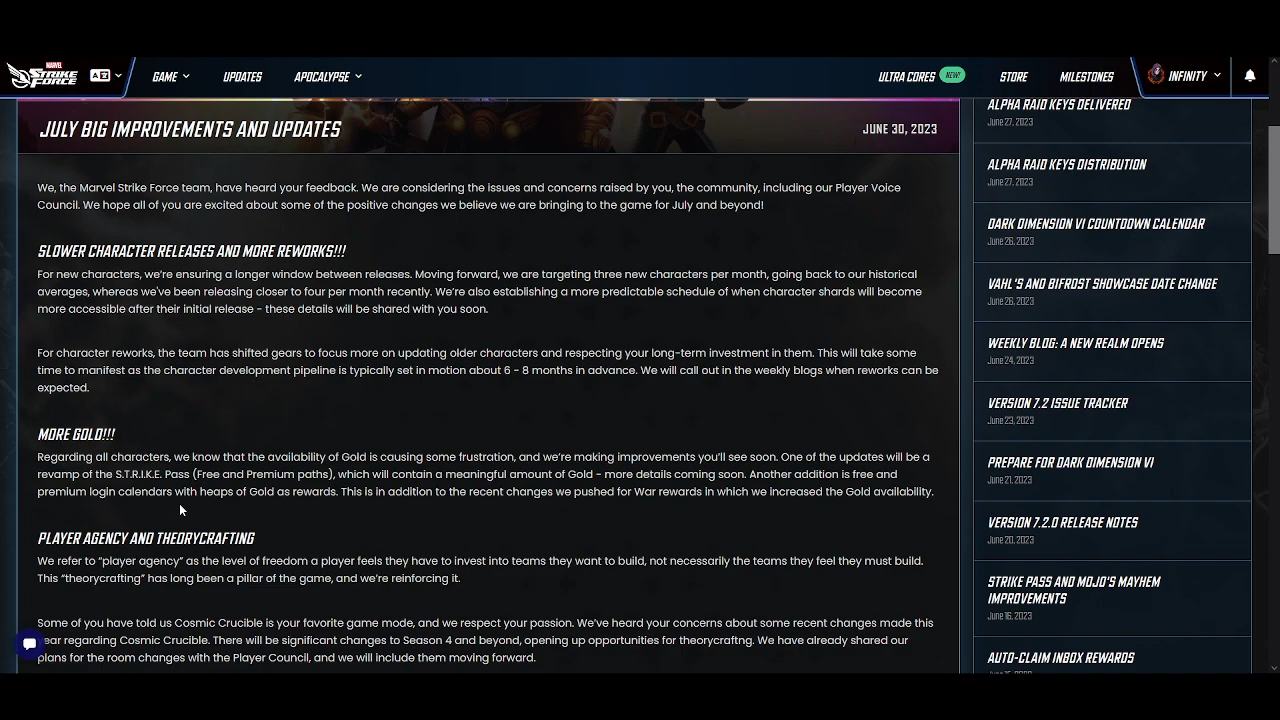 MARVEL
STRIKE
FORCE
GAME
UPDATES
APOCALYPSE
ULTRA CORES
NEW!
STORE
MILESTONES
INFINITY
JULY BIG IMPROVEMENTS AND UPDATES
JUNE 30, 2023
We, the Marvel Strike Force team, have heard your feedback. We are considering the issues and concerns raised by you, the community, including our Player Voice
Council. We hope all of you are excited about some of the positive changes we believe we are bringing to the game for July and beyond!
SLOWER CHARACTER RELEASES AND MORE REWORKS!!!
For new characters, we're ensuring a longer window between releases. Moving forward, we are targeting three new characters per month, going back to our historical
averages, whereas we've been releasing closer to four per month recently. We're also establishing a more predictable schedule of when character shards will become
more accessible after their initial release - these details will be shared with you soon.
For character reworks, the team has shifted gears to focus more on updating older characters and respecting your long-term investment in them. This will take some
time to manifest as the character development pipeline is typically set in motion about 6 - 8 months in advance. We will call out in the weekly blogs when reworks can be
expected.
MORE GOLD!!!
Regarding all characters, we know that the availability of Gold is causing some frustration, and we're making improvements you'll see soon. One of the updates will be a
revamp of the S.T.R.I.K.E. Pass (Free and Premium paths), which will contain a meaningful amount of Gold - more details coming soon. Another addition is free and
premium login calendars with heaps of Gold as rewards. This is in addition to the recent changes we pushed for War rewards in which we increased the Gold availability.
PLAYER AGENCY AND THEORYCRAFTING
We refer to "player agency" as the level of freedom a player feels they have to invest into teams they want to build, not necessarily the teams they feel they must build.
This "theorycrafting" has long been a pillar of the game, and we're reinforcing it.
Some of you have told us Cosmic Crucible is your favorite game mode, and we respect your passion. We've heard your concerns about some recent changes made this
ear regarding Cosmic Crucible. There will be significant changes to Season 4 and beyond, opening up opportunities for theorycraftng. We have already shared our
plans for the room changes with the Player Council, and we will include them moving forward.
ALPHA RAID KEYS DELIVERED
June 27, 2023
ALPHA RAID KEYS DISTRIBUTION
June 27, 2023
DARK DIMENSION VI COUNTDOWN CALENDAR
June 26, 2023
VAHL'S AND BIFROST SHOWCASE DATE CHANGE
June 26, 2023
WEEKLY BLOG: A NEW REALM OPENS
June 24, 2023
VERSION 7.2 ISSUE TRACKER
June 23, 2023
PREPARE FOR DARK DIMENSION VI
June 21, 2023
VERSION 7.2.0 RELEASE NOTES
June 20, 2023
STRIKE PASS AND MOJO'S MAYHEM
IMPROVEMENTS
June 16, 2023
AUTO-CLAIM INBOX REWARDS